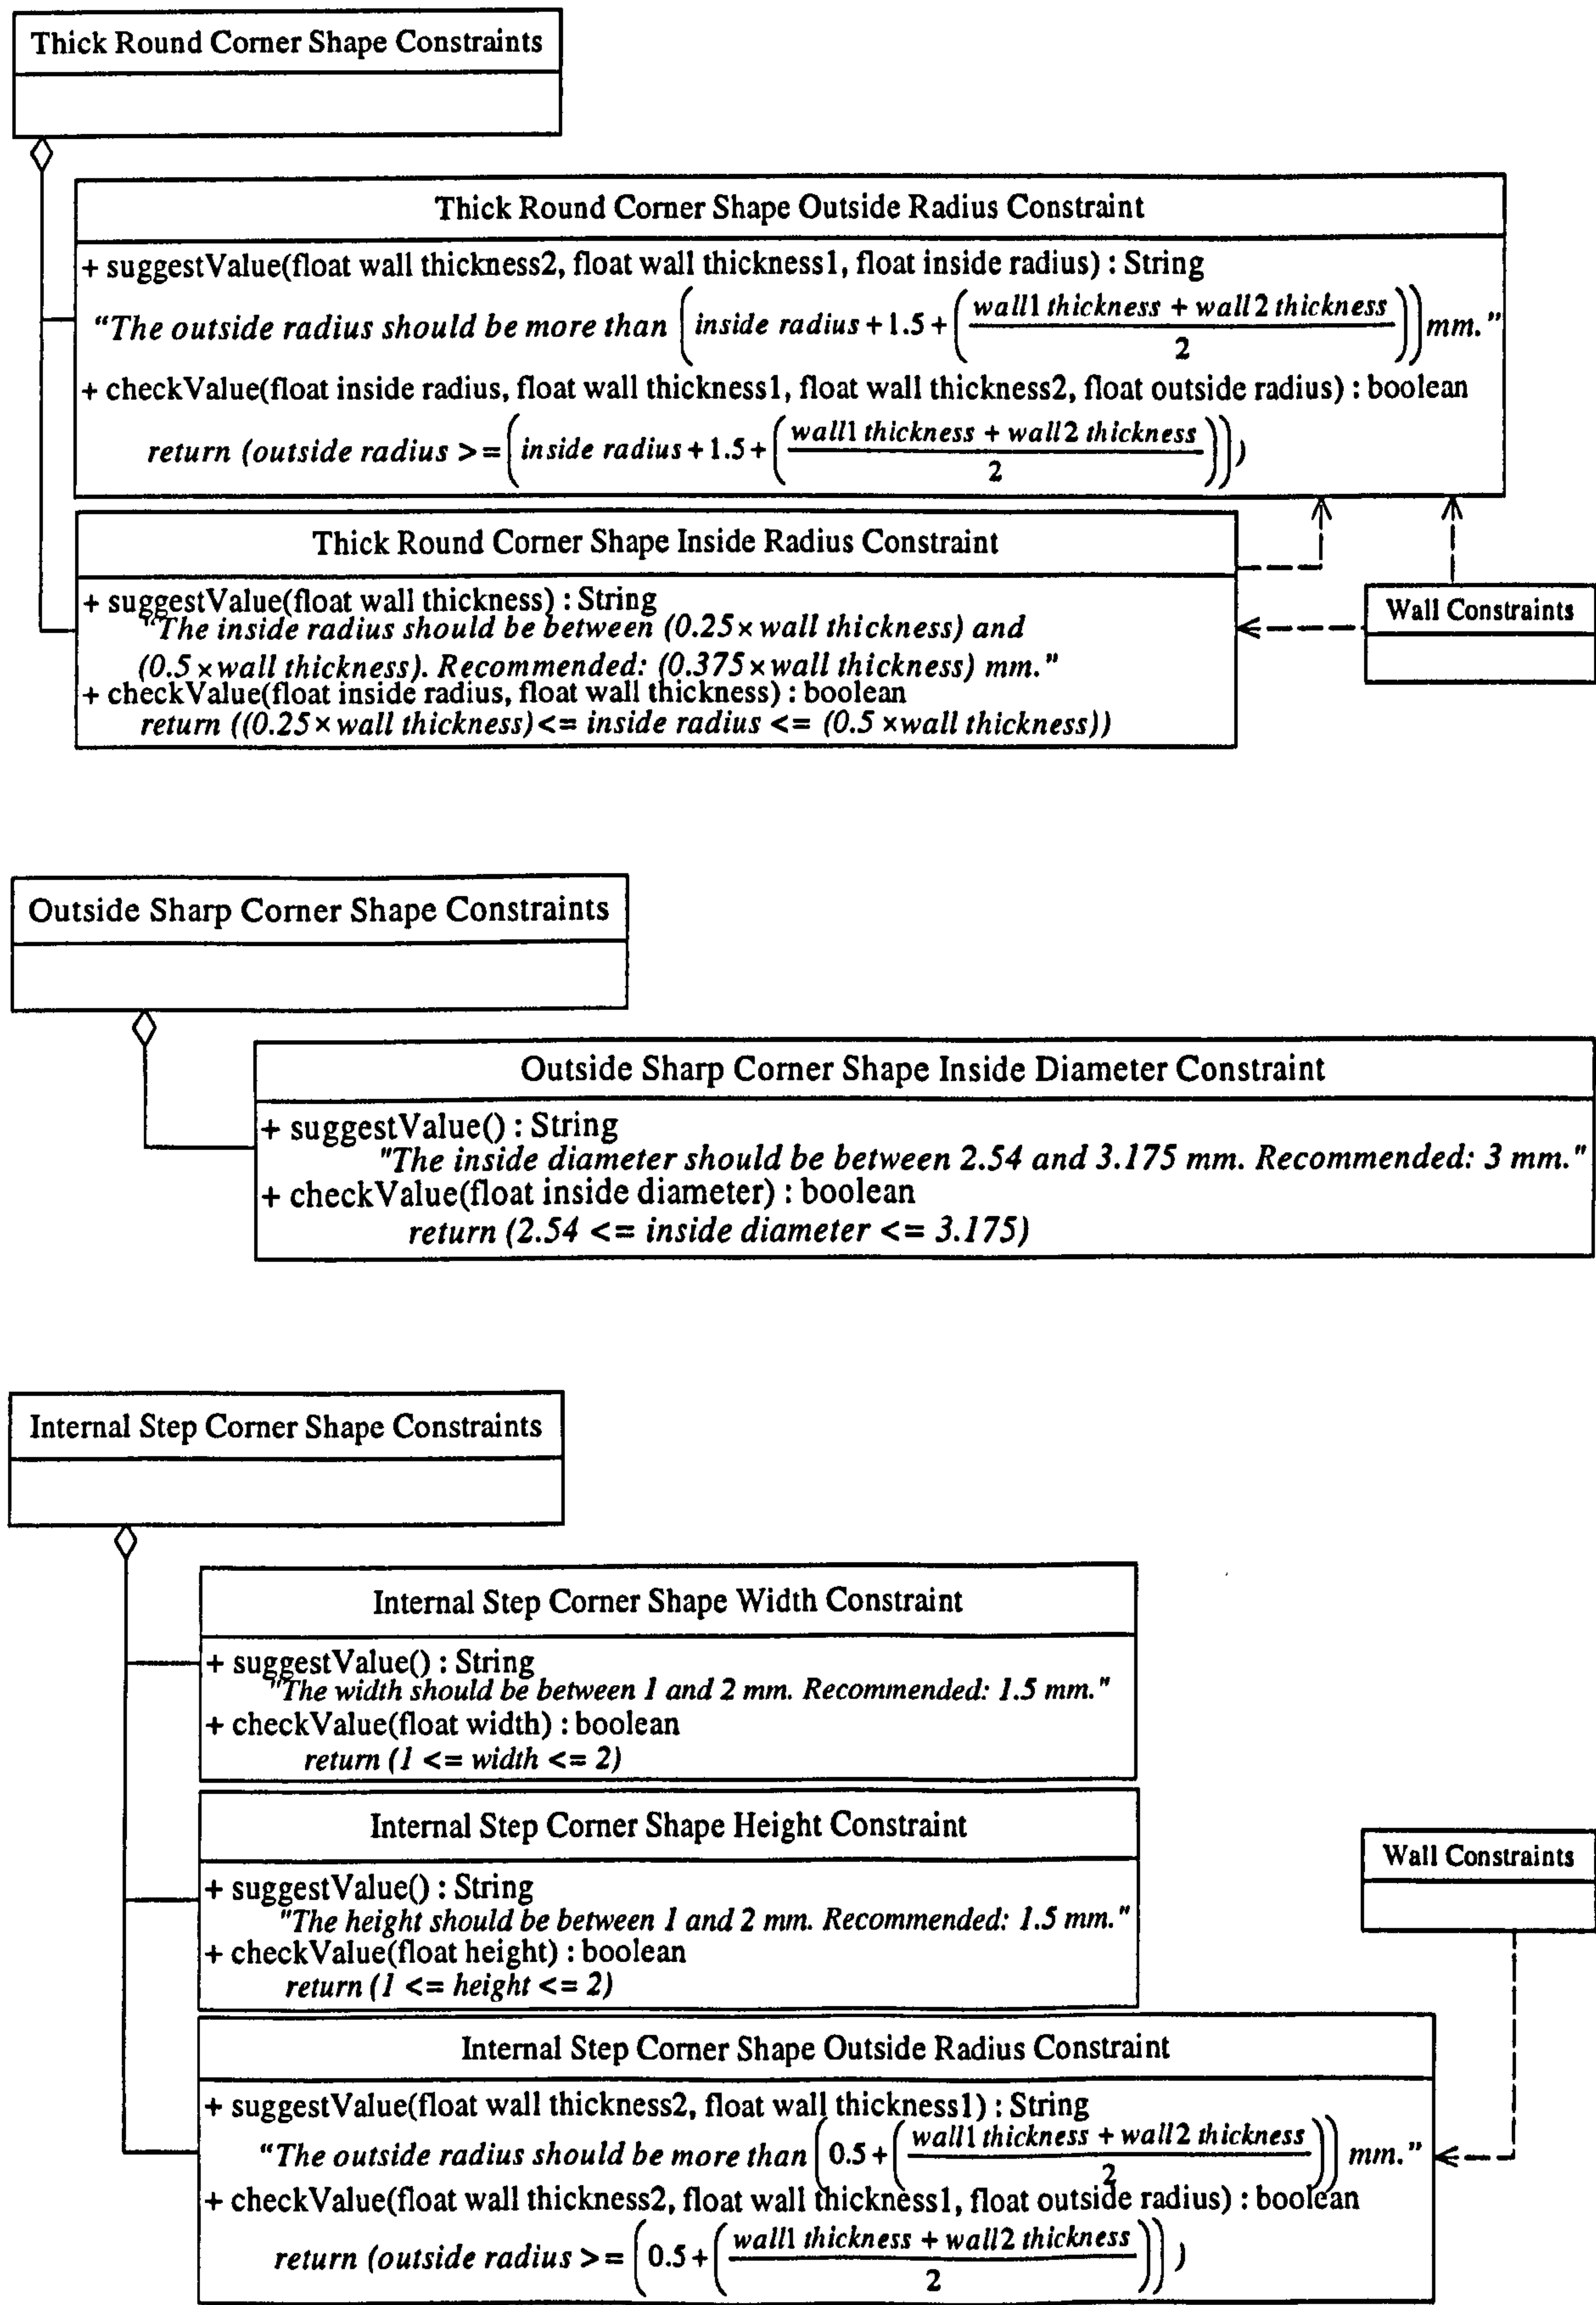 Thick Round Corner Shape Constraints
Thick Round Corner Shape Outside Radius Constraint
+ suggestValue(float wall thickness2, float wall thickness1, float inside radius) : String
“The outside radius should be more than (inside radius + 1.5 + ((wall1 thickness + wall2 thickness) / 2)) mm."
+ checkValue(float inside radius, float wall thickness1, float wall thickness2, float outside radius) : boolean
return (outside radius >= (inside radius + 1.5 + ((wall1 thickness + wall2 thickness) / 2)))
Thick Round Corner Shape Inside Radius Constraint
+ suggestValue(float wall thickness) : String
"The inside radius should be between (0.25× wall thickness) and
(0.5 × wall thickness). Recommended: (0.375× wall thickness) mm."
+ checkValue(float inside radius, float wall thickness) : boolean
return ((0.25 × wall thickness) <= inside radius <= (0.5 × wall thickness))
Wall Constraints
Outside Sharp Corner Shape Constraints
Outside Sharp Corner Shape Inside Diameter Constraint
+ suggestValue() : String
"The inside diameter should be between 2.54 and 3.175 mm. Recommended: 3 mm."
+ checkValue(float inside diameter) : boolean
return (2.54 <= inside diameter <= 3.175)
Internal Step Corner Shape Constraints
Internal Step Corner Shape Width Constraint
+ suggestValue() : String
"The width should be between 1 and 2 mm. Recommended: 1.5 mm."
+ checkValue(float width) : boolean
return (1 <= width <= 2)
Internal Step Corner Shape Height Constraint
+ suggestValue() : String
"The height should be between 1 and 2 mm. Recommended: 1.5 mm."
+ checkValue(float height) : boolean
return (1 <= height <= 2)
Wall Constraints
Internal Step Corner Shape Outside Radius Constraint
+ suggestValue(float wall thickness2, float wall thickness1) : String
“The outside radius should be more than (0.5 + ((wall1 thickness + wall2 thickness) / 2)) mm.”
+ checkValue(float wall thickness2, float wall thickness1, float outside radius) : boolean
return (outside radius >= (0.5 + ((wall1 thickness + wall2 thickness) / 2)))